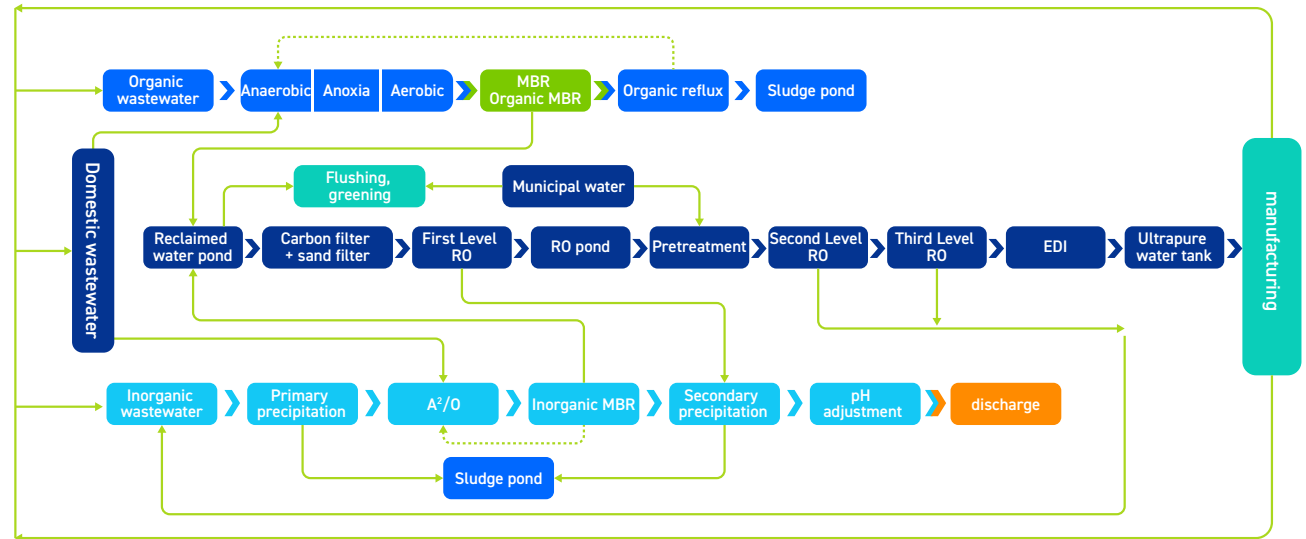 Organic
wastewater
Anaerobic
Anoxia
Aerobic
MBR
Organic MBR
Organic reflux
Sludge pond
Domestic wastewater
Flushing,
greening
Municipal water
manufacturing
Reclaimed
water pond
Carbon filter
+ sand filter
First Level
RO
RO pond
Pretreatment
Second Level
RO
Third Level
RO
EDI
Ultrapure
water tank
Inorganic
wastewater
Primary
precipitation
A²/O
Inorganic MBR
Secondary
precipitation
pH
adjustment
discharge
Sludge pond